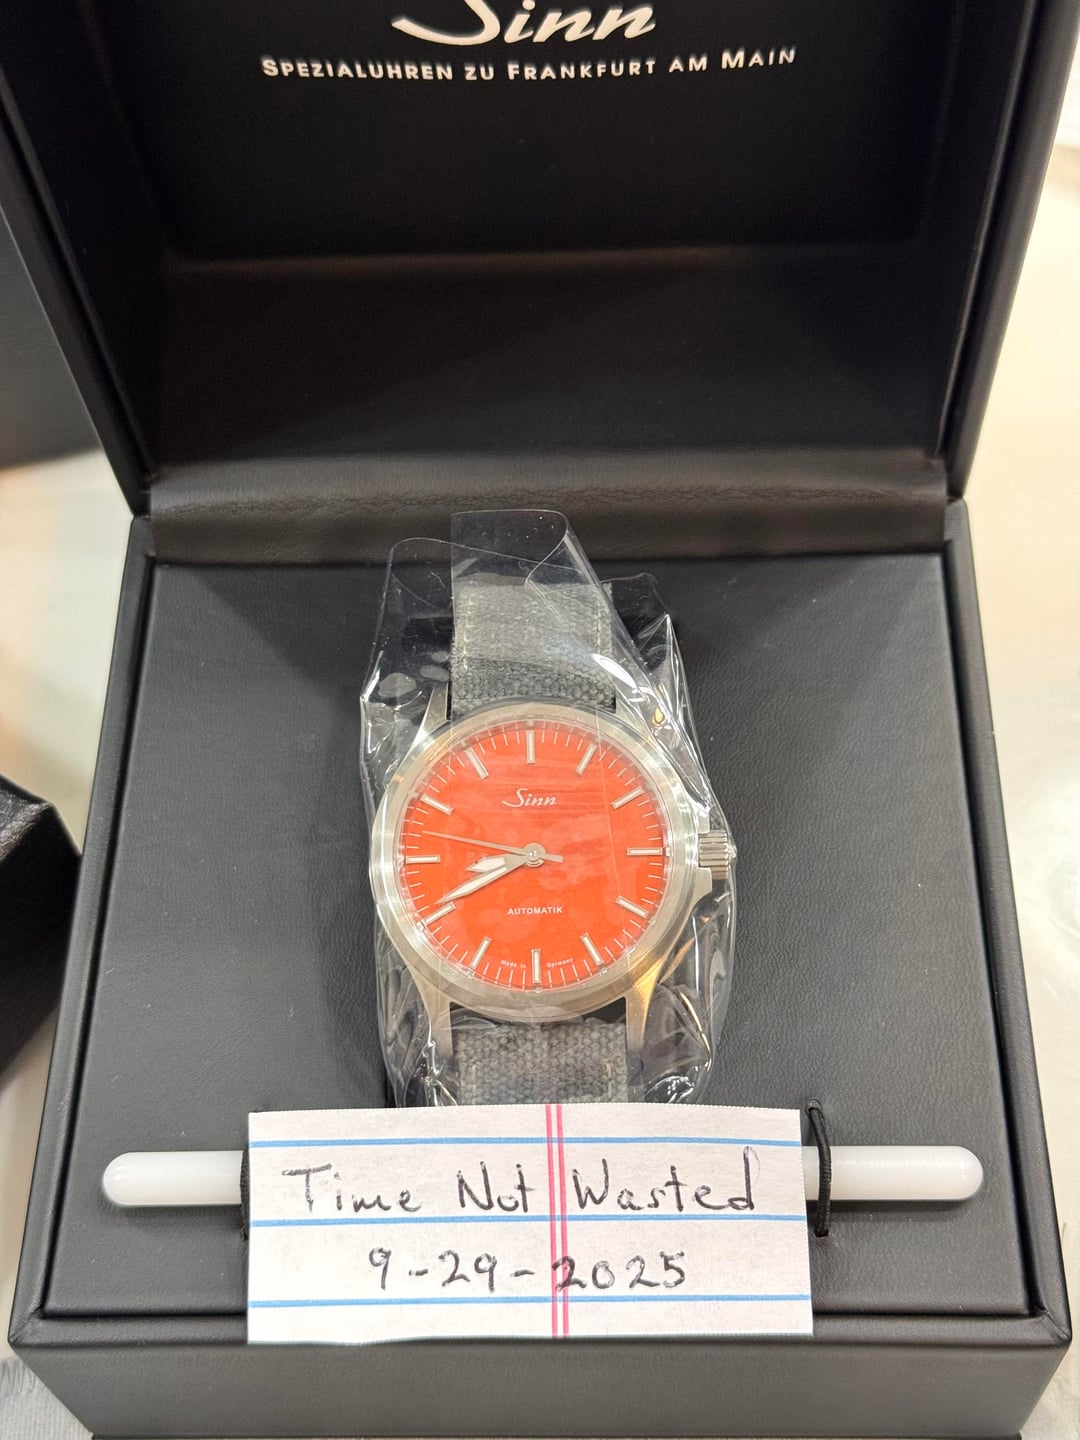 Sinn
SPEZIALUHREN ZU FRANKFURT AM MAIN
Sinn
AUTOMATIK
Made in Germany
Time Not Wasted
9-29-2025